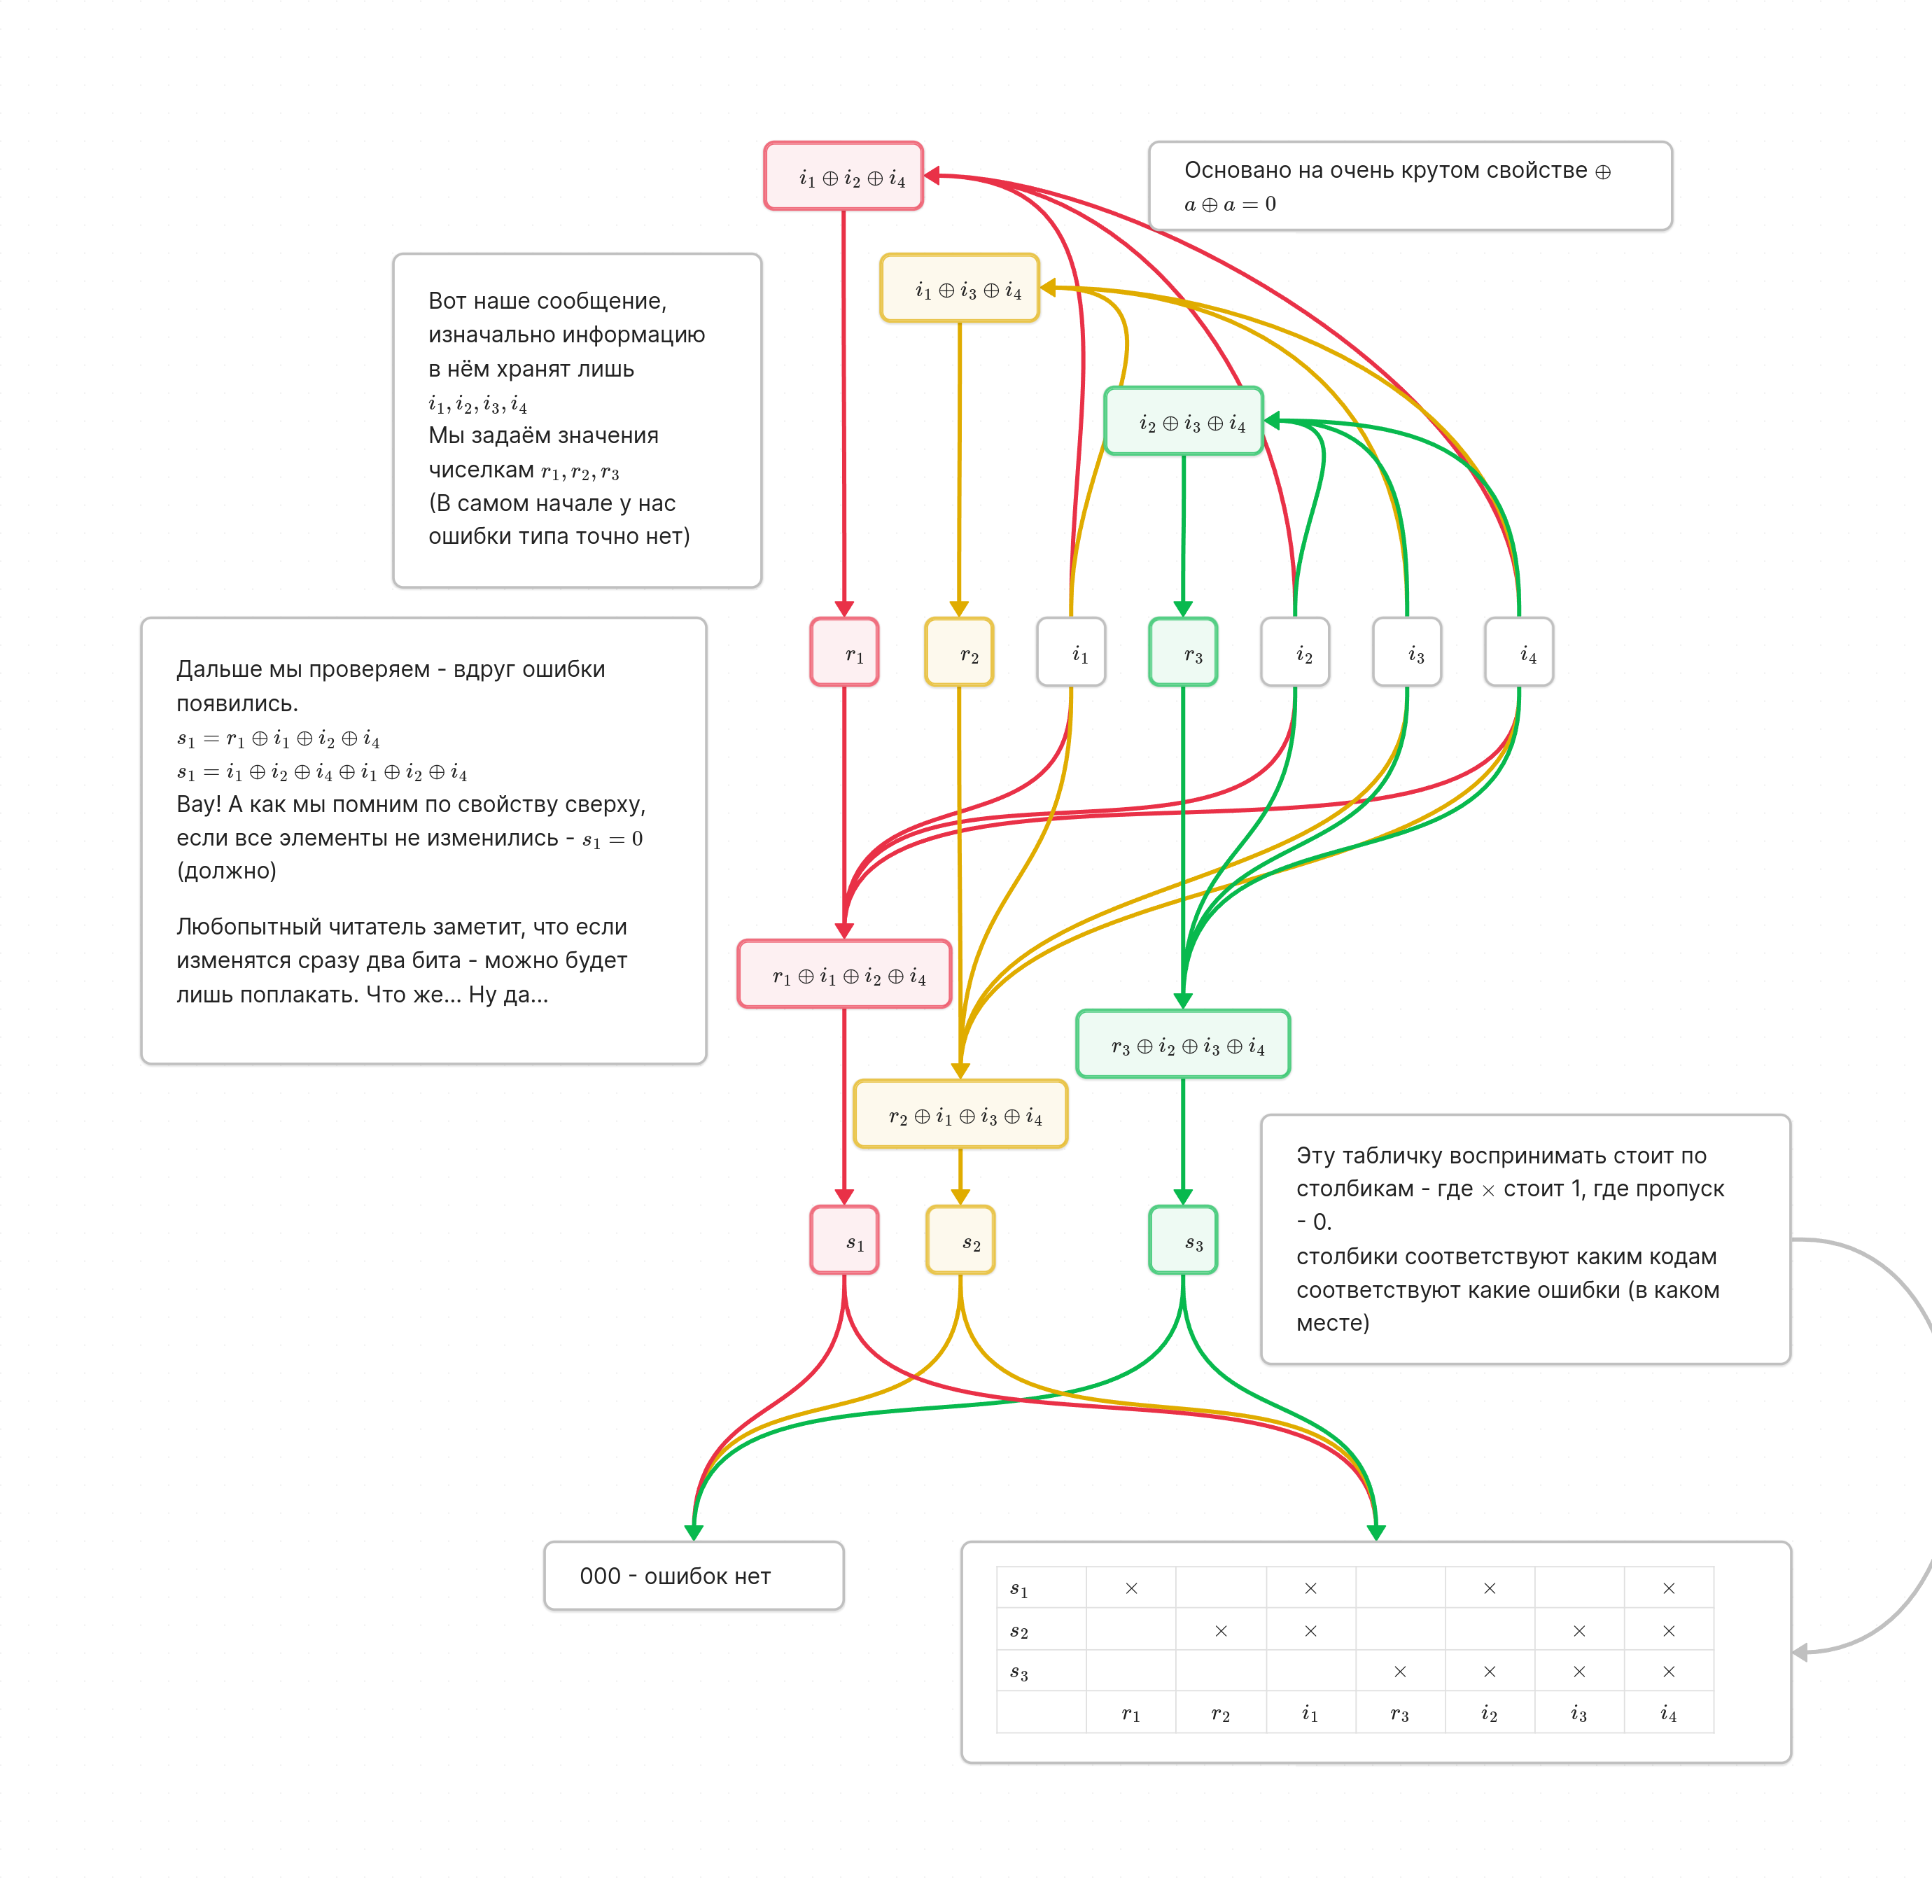 i₁ ⊕ i₂ ⊕ i₄
Основано на очень крутом свойстве ⊕
a ⊕ a = 0
i₁ ⊕ i₃ ⊕ i₄
Вот наше сообщение,
изначально информацию
в нём хранят лишь
i₁, i₂, i₃, i₄
Мы задаём значения
чиселкам r₁, r₂, r₃
(В самом начале у нас
ошибки типа точно нет)
i₂ ⊕ i₃ ⊕ i₄
r₁ r₂ i₁ r₃ i₂ i₃ i₄
Дальше мы проверяем - вдруг ошибки
появились.
s₁ = r₁ ⊕ i₁ ⊕ i₂ ⊕ i₄
s₁ = i₁ ⊕ i₂ ⊕ i₄ ⊕ i₁ ⊕ i₂ ⊕ i₄
Вау! А как мы помним по свойству сверху,
если все элементы не изменились - s₁ = 0
(должно)
Любопытный читатель заметит, что если
изменятся сразу два бита - можно будет
лишь поплакать. Что же... Ну да...
r₁ ⊕ i₁ ⊕ i₂ ⊕ i₄
r₃ ⊕ i₂ ⊕ i₃ ⊕ i₄
r₂ ⊕ i₁ ⊕ i₃ ⊕ i₄
s₁ s₂ s₃
Эту табличку воспринимать стоит по
столбикам - где × стоит 1, где пропуск
- 0.
столбики соответствуют каким кодам
соответствуют какие ошибки (в каком
месте)
000 - ошибок нет
s₁ × × × ×
s₂ × × × ×
s₃ × × × ×
r₁ r₂ i₁ r₃ i₂ i₃ i₄